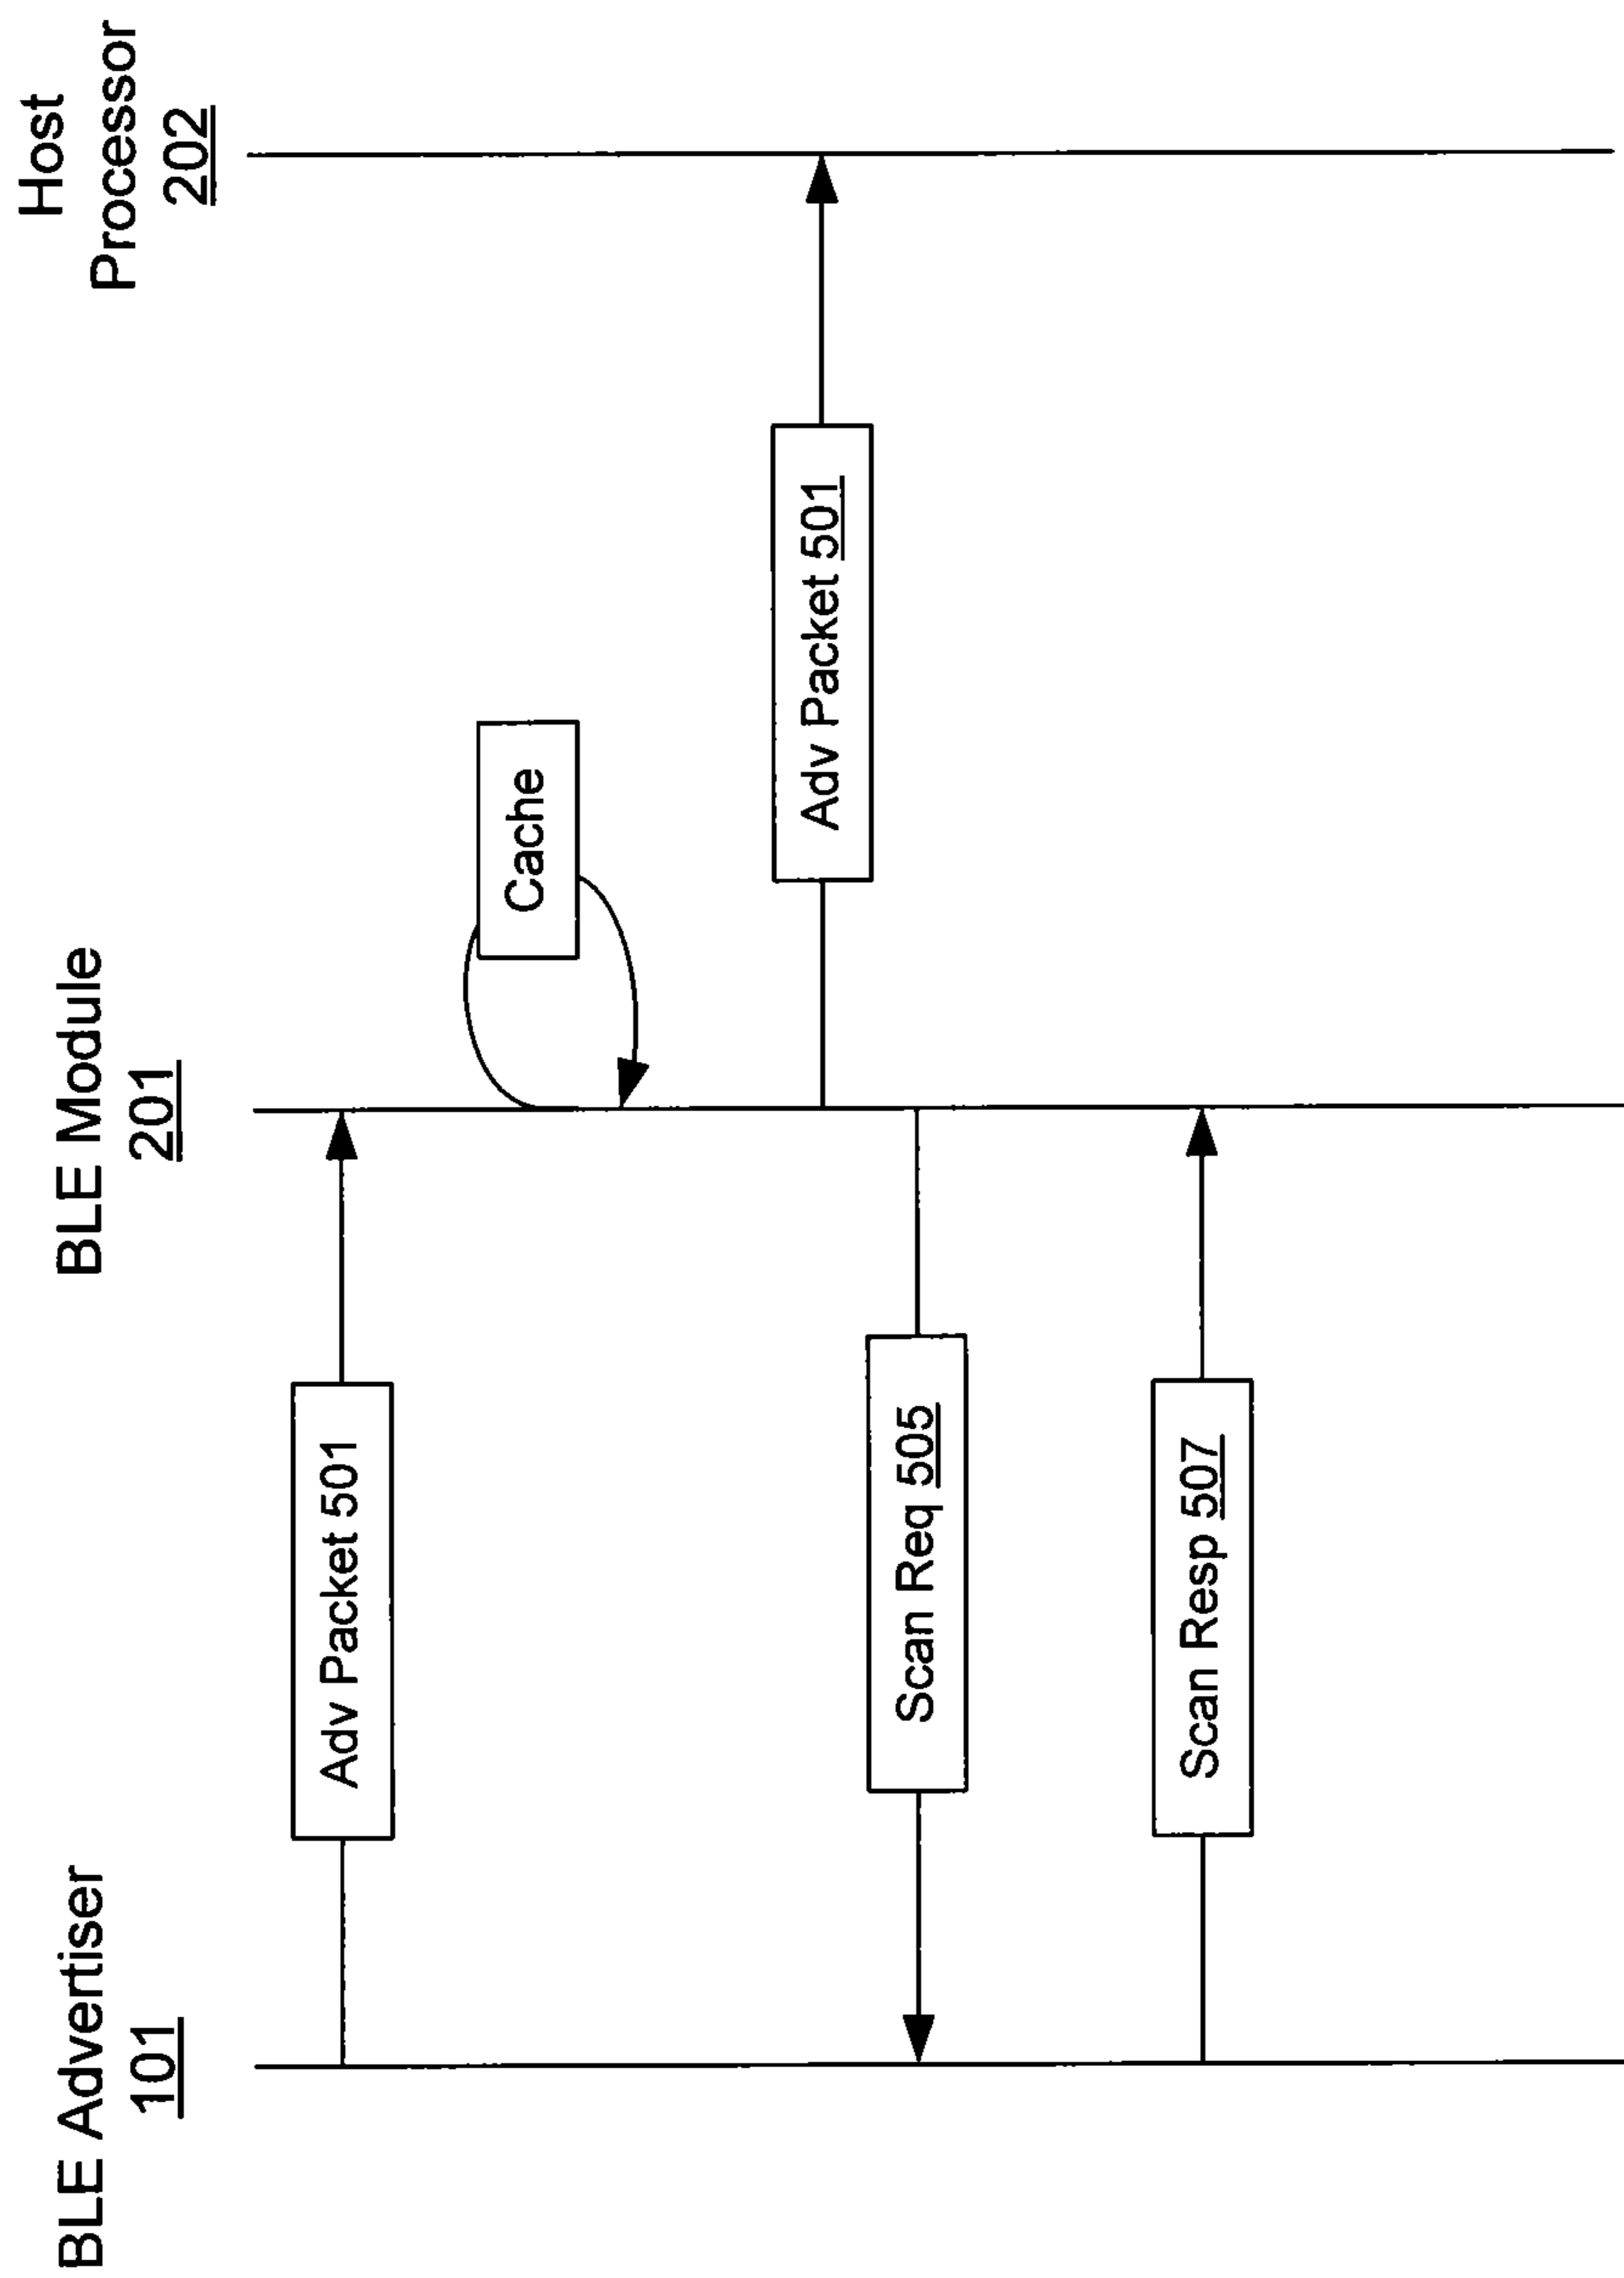 BLE Advertiser
101
BLE Module
201
Host
Processor
202
Adv Packet 501
Cache
Adv Packet 501
Scan Req 505
Scan Resp 507